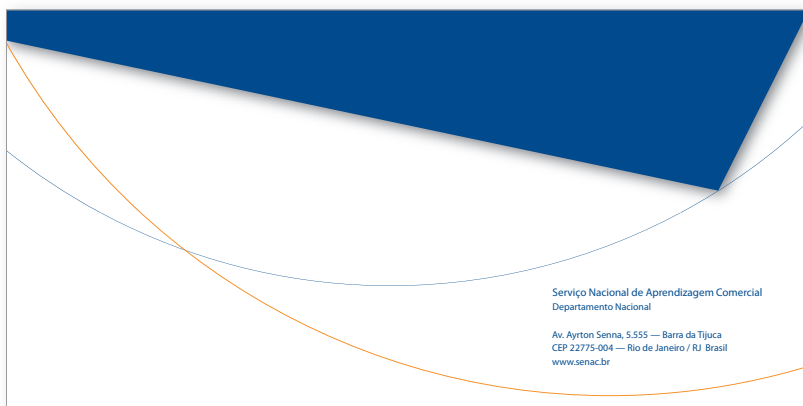 Serviço Nacional de Aprendizagem Comercial
Departamento Nacional
Av. Ayrton Senna, 5.555 — Barra da Tijuca
CEP 22775-004 — Rio de Janeiro / RJ Brasil
www.senac.br